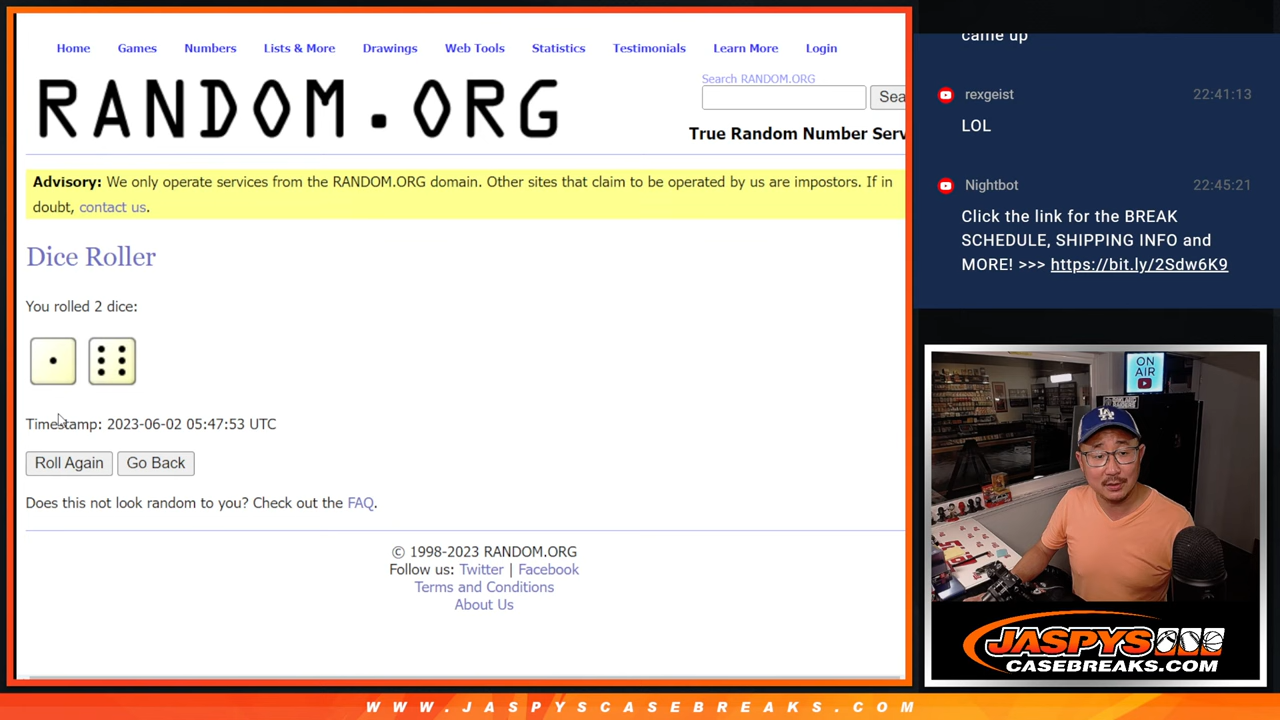 Home Games Numbers Lists & More Drawings Web Tools Statistics Testimonials Learn More Login
RANDOM.ORG
Search RANDOM.ORG
Sea
True Random Number Serv
Advisory: We only operate services from the RANDOM.ORG domain. Other sites that claim to be operated by us are impostors. If in
doubt, contact us.
Dice Roller
You rolled 2 dice:
Timestamp: 2023-06-02 05:47:53 UTC
Roll Again Go Back
Does this not look random to you? Check out the FAQ.
© 1998-2023 RANDOM.ORG
Follow us: Twitter | Facebook
Terms and Conditions
About Us
came up
rexgeist 22:41:13
LOL
Nightbot 22:45:21
Click the link for the BREAK
SCHEDULE, SHIPPING INFO and
MORE! >>> https://bit.ly/2Sdw6K9
ON
AIR
LA
JASPYS
CASEBREAKS.COM
WWW.JASPYSCASEBREAKS.COM